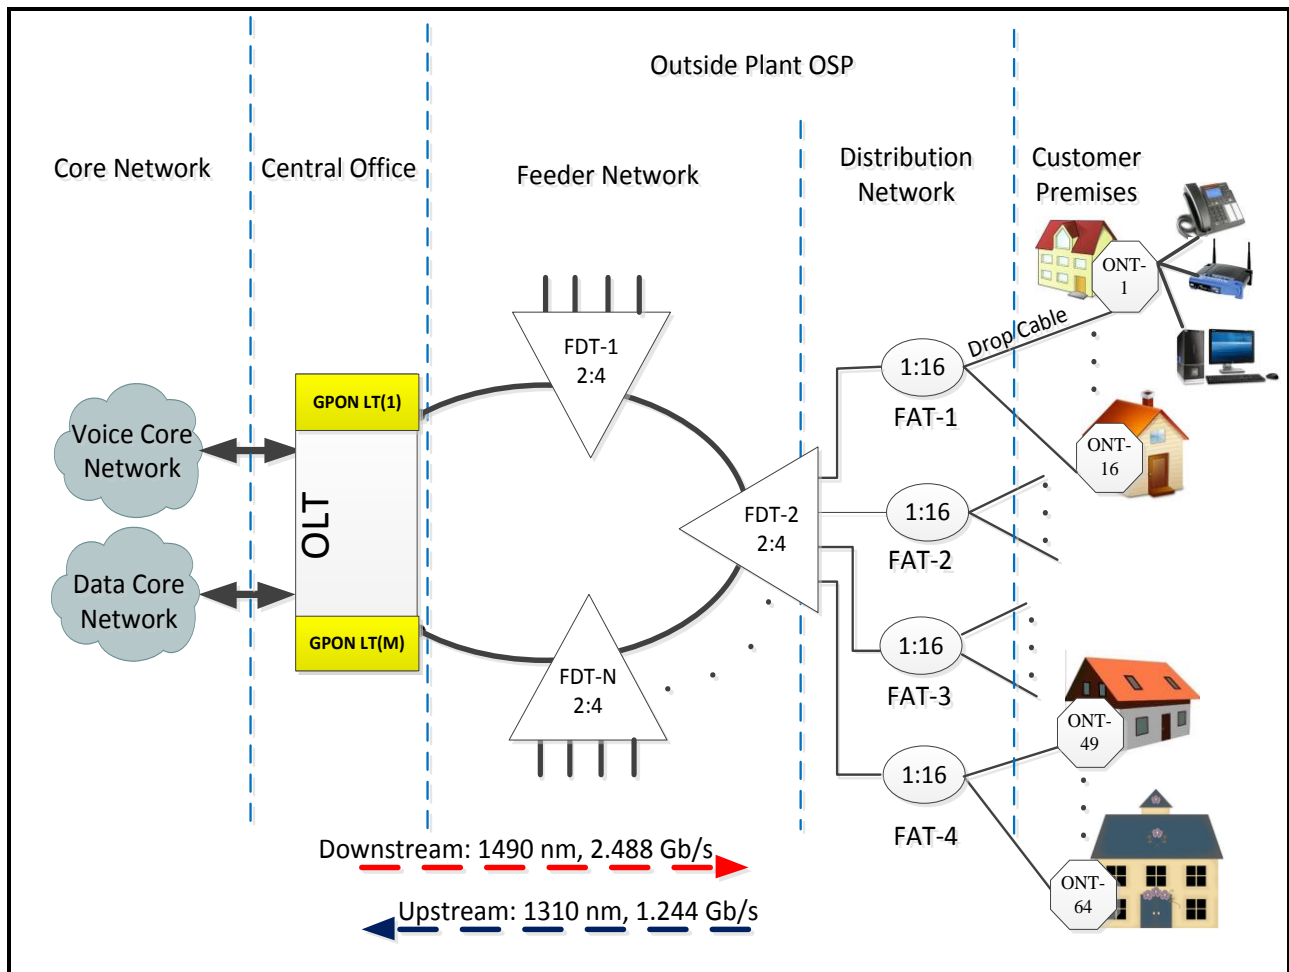 Outside Plant OSP
Core Network
Central Office
Feeder Network
Distribution
Network
Customer
Premises
ONT-
1
Drop Cable
FDT-1
2:4
1:16
FAT-1
GPON LT(1)
Voice Core
Network
ONT-
16
OLT
FDT-2
2:4
1:16
FAT-2
Data Core
Network
GPON LT(M)
FDT-N
2:4
1:16
FAT-3
ONT-
49
1:16
FAT-4
Downstream: 1490 nm, 2.488 Gb/s
ONT-
64
Upstream: 1310 nm, 1.244 Gb/s